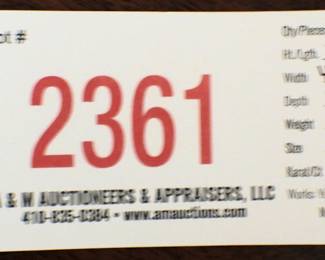 ot #
2361
& M AUCTIONEERS & APPRAISERS, LLC
410-835-0384 • www.amauctions.com
Qty/Pieces
Ht./Lgth.
Width
Depth
Weight
Size
Karat/Ct
Works